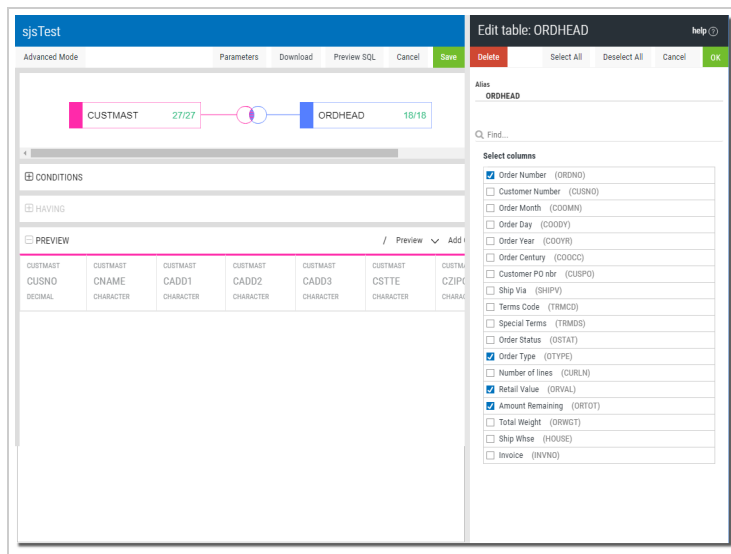 sjsTest
Advanced Mode Parameters Download Preview SQL Cancel Save
CUSTMAST 27/27 ORDHEAD 18/18
CONDITIONS
HAVING
PREVIEW / Preview Add
CUSTMAST CUSTMAST CUSTMAST CUSTMAST CUSTMAST CUSTMAST CUSTMA
CUSNO CNAME CADD1 CADD2 CADD3 CSTTE CZIPC
DECIMAL CHARACTER CHARACTER CHARACTER CHARACTER CHARACTER CHARAC
Edit table: ORDHEAD help ?
Delete Select All Deselect All Cancel OK
Alias
ORDHEAD
Find...
Select columns
Order Number (ORDNO)
Customer Number (CUSNO)
Order Month (COOMN)
Order Day (COODY)
Order Year (COOYR)
Order Century (COOCC)
Customer PO nbr (CUSPO)
Ship Via (SHIPV)
Terms Code (TRMCD)
Special Terms (TRMDS)
Order Status (OSTAT)
Order Type (OTYPE)
Number of lines (CURLN)
Retail Value (ORVAL)
Amount Remaining (ORTOT)
Total Weight (ORWGT)
Ship Whse (HOUSE)
Invoice (INVNO)